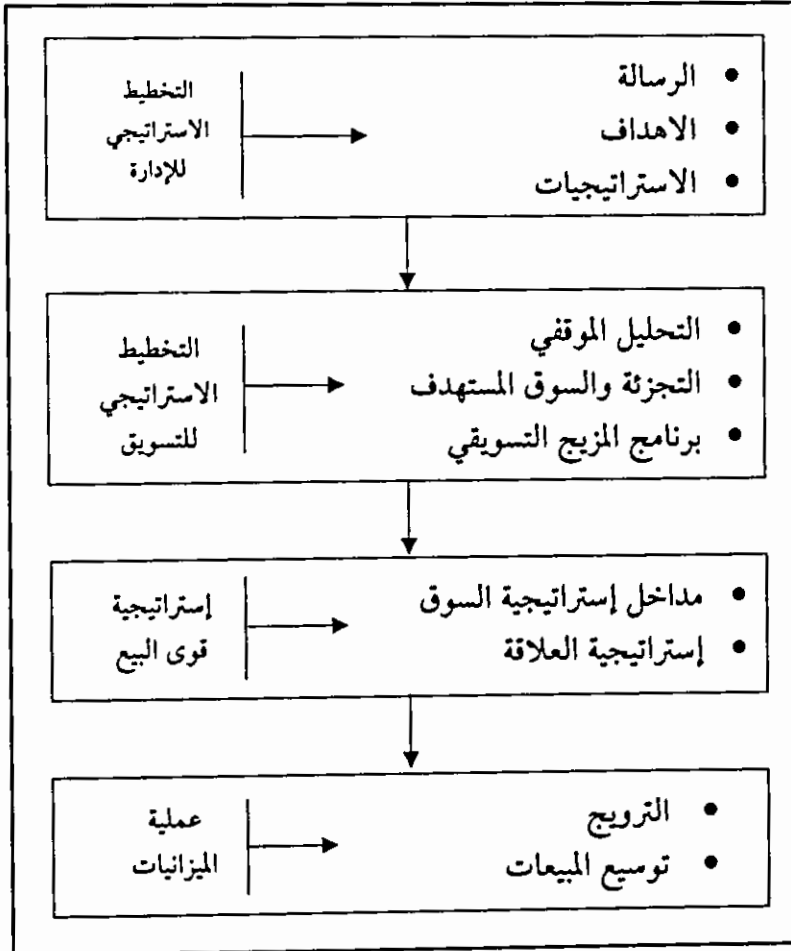 • الرسالة
• الاهداف
• الاستراتيجيات
التخطيط
الاستراتيجي
للإدارة
• التحليل الموقفي
• التجزئة والسوق المستهدف
• برنامج المزيج التسويقي
التخطيط
الاستراتيجي
للتسويق
• مداخل إستراتيجية السوق
• إستراتيجية العلاقة
إستراتيجية
قوى البيع
• الترويج
• توسيع المبيعات
عملية
الميزانيات